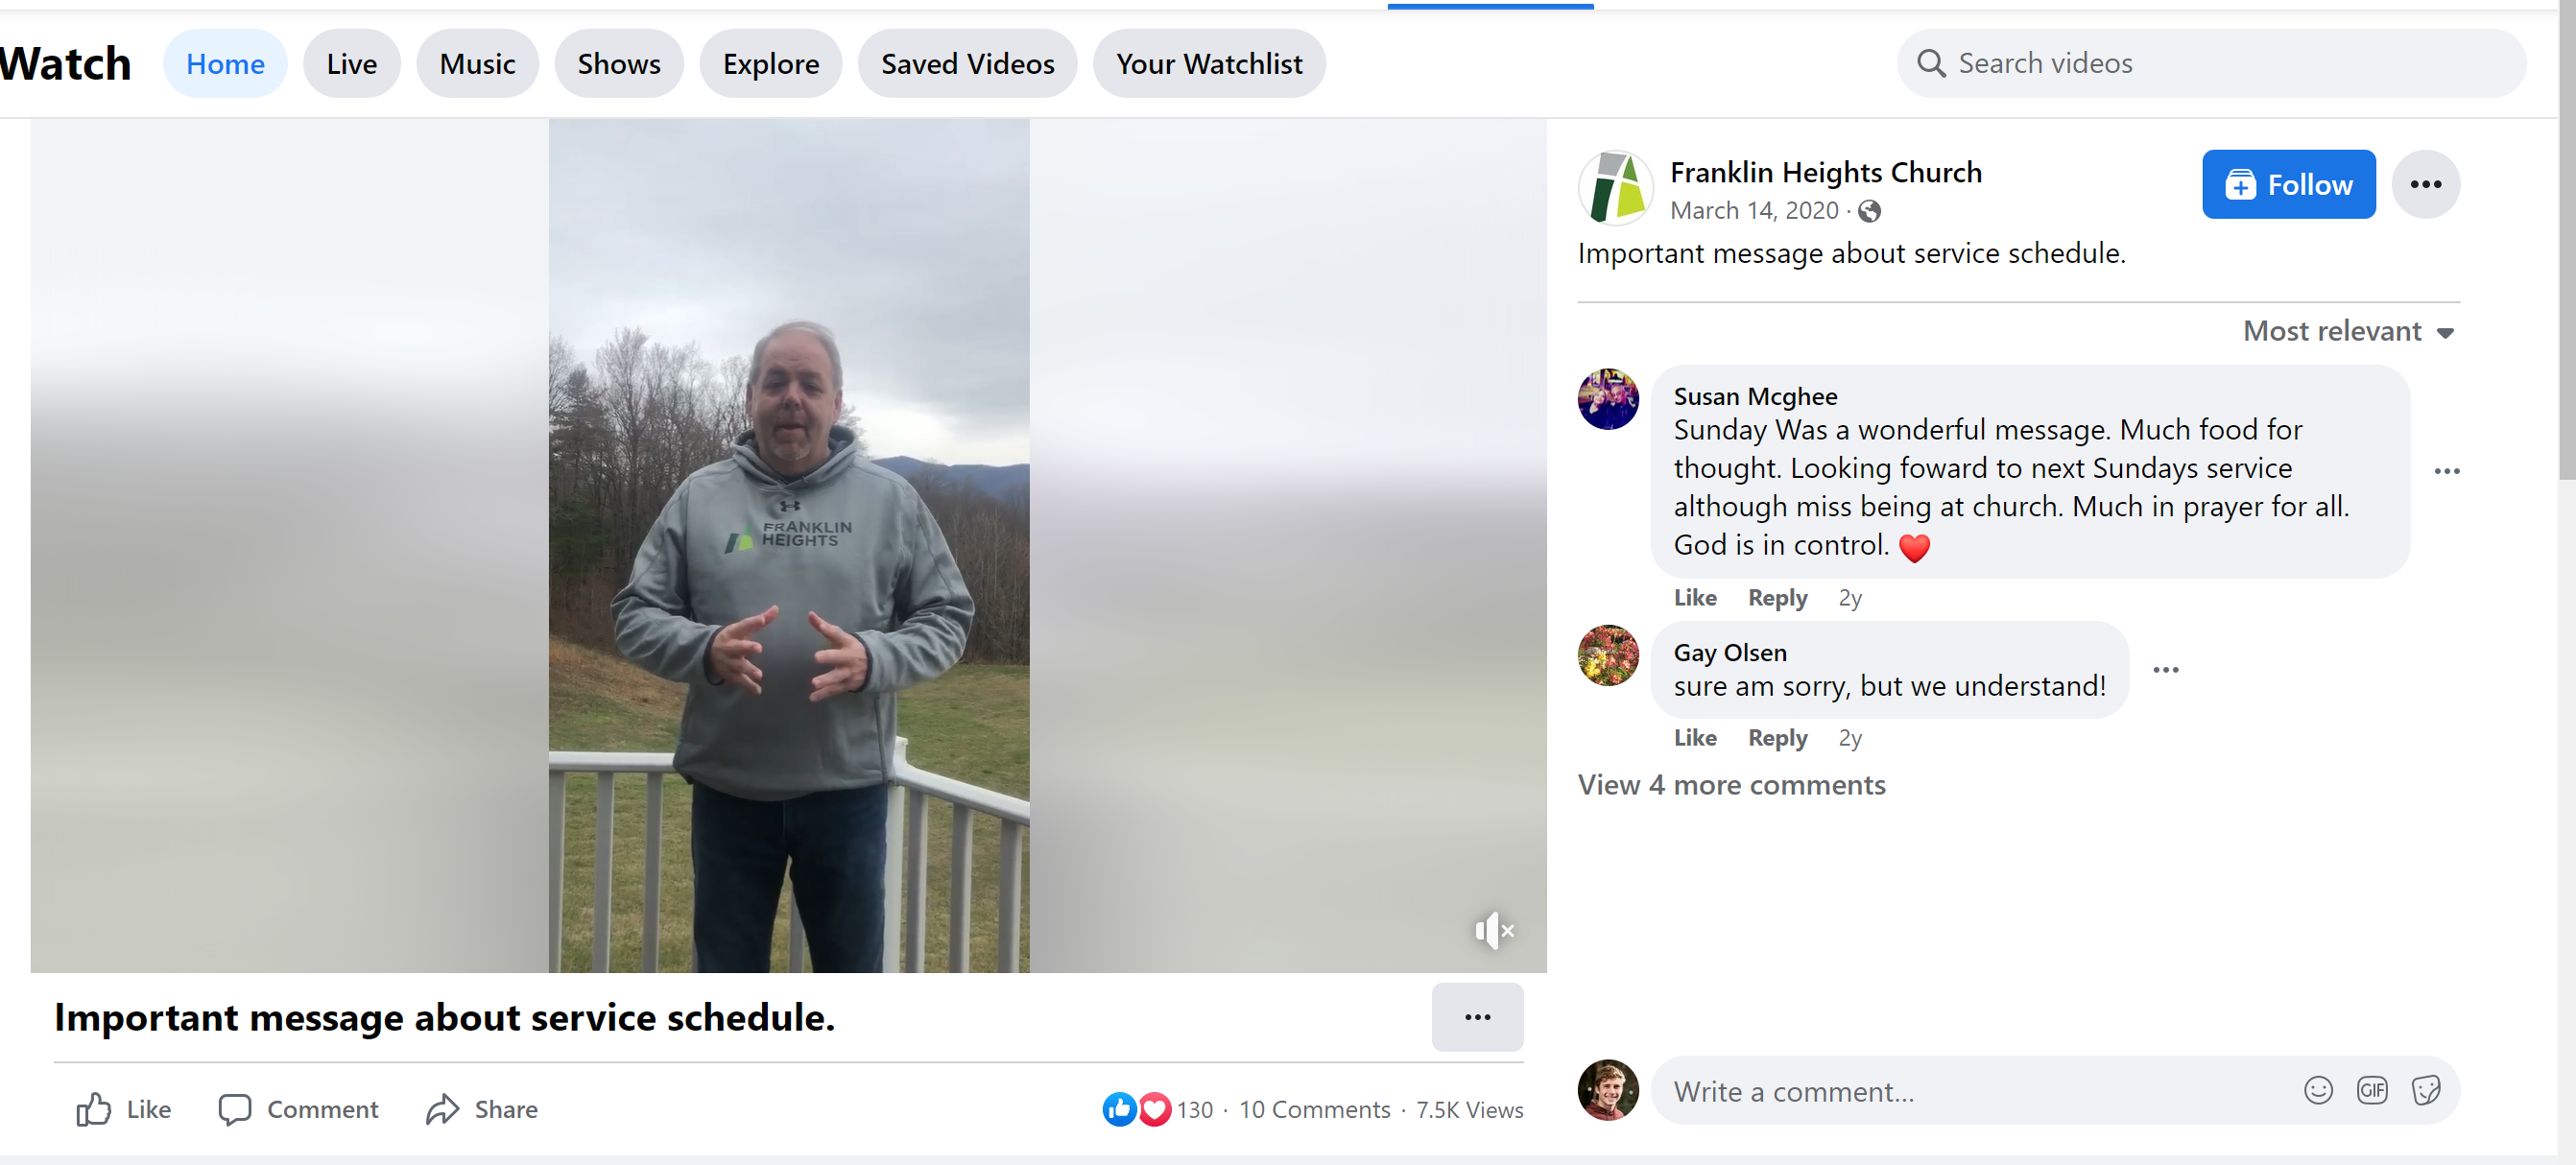 Watch
Home
Live
Music
Shows
Explore
Saved Videos
Your Watchlist
Search videos
FRANKLIN
HEIGHTS
Important message about service schedule.
Like
Comment
Share
130 · 10 Comments · 7.5K Views
Franklin Heights Church
March 14, 2020 ·
Follow
Important message about service schedule.
Most relevant
Susan Mcghee
Sunday Was a wonderful message. Much food for
thought. Looking foward to next Sundays service
although miss being at church. Much in prayer for all.
God is in control. ❤️
Like Reply 2y
Gay Olsen
sure am sorry, but we understand!
Like Reply 2y
View 4 more comments
Write a comment...
GIF